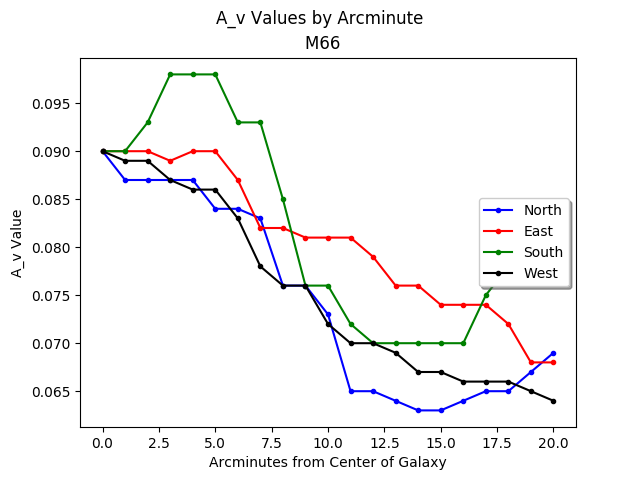 A_v Values by Arcminute
M66
A_v Value
0.095
0.090
0.085
0.080
0.075
0.070
0.065
North
East
South
West
0.0 2.5 5.0 7.5 10.0 12.5 15.0 17.5 20.0
Arcminutes from Center of Galaxy